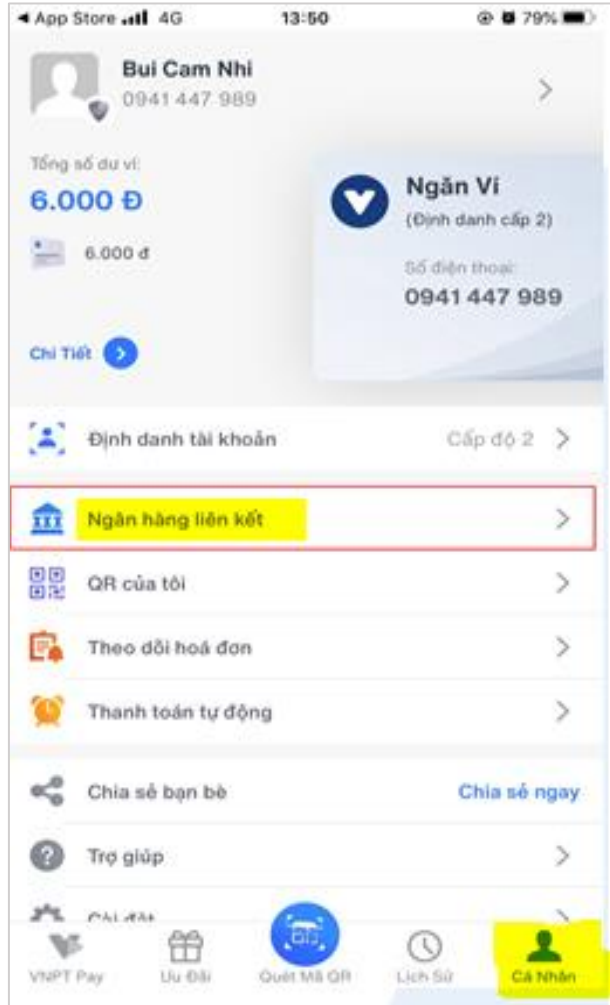 App Store 4G 13:50 79%
Bui Cam Nhi
0941 447 989
Tổng số dư ví:
6.000 Đ
6.000 đ
Chi Tiết
Ngăn Ví
(Định danh cấp 2)
Số điện thoại:
0941 447 989
Định danh tài khoản Cấp độ 2
Ngân hàng liên kết
QR của tôi
Theo dõi hoá đơn
Thanh toán tự động
Chia sẻ bạn bè Chia sẻ ngay
Trợ giúp
Cài đặt
VNPT Pay Ưu Đãi Quét Mã QR Lịch Sử Cá Nhân